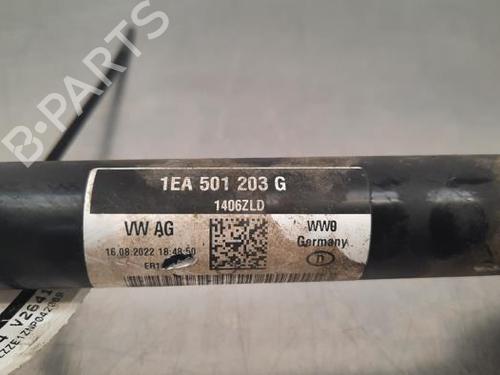 B-PARTS
1EA 501 203 G
1406ZLD
VW AG
WW0
16.08.2022 18:48:50
Germany
D